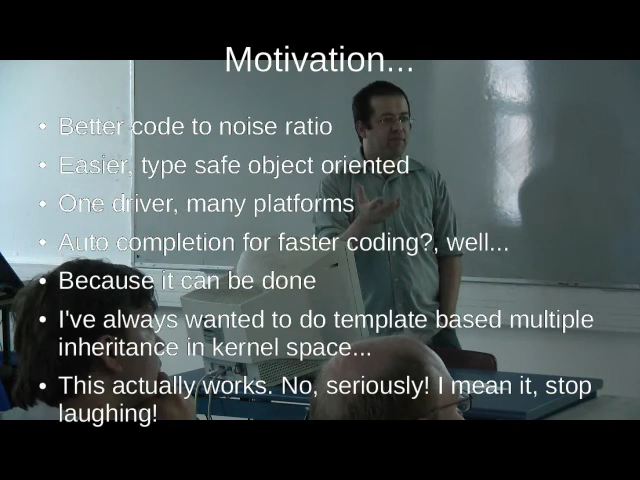 Motivation...
Better code to noise ratio
Easier, type safe object oriented
One driver, many platforms
Auto completion for faster coding?, well...
Because it can be done
I've always wanted to do template based multiple
inheritance in kernel space...
This actually works. No, seriously! I mean it, stop
laughing!